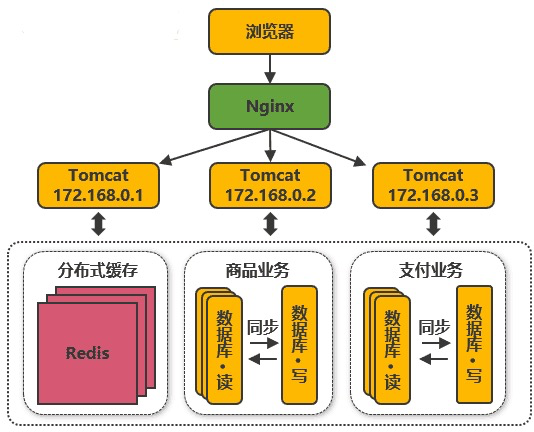 浏览器
Nginx
Tomcat
172.168.0.1
Tomcat
172.168.0.2
Tomcat
172.168.0.3
分布式缓存
Redis
商品业务
数据库·读
同步
数据库·写
支付业务
数据库·读
同步
数据库·写